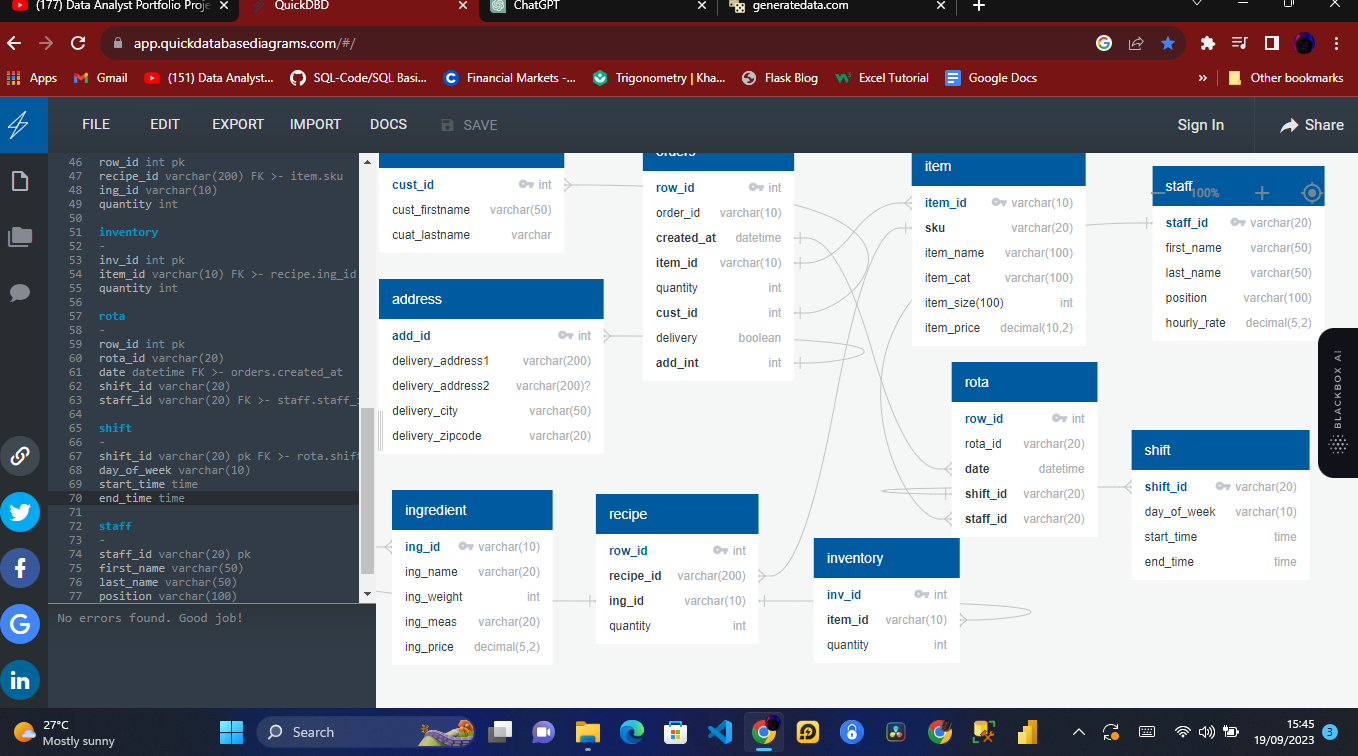 (177) Data Analyst Portfolio Proje
QuickDBD
ChatGPT
generatedata.com
app.quickdatabasediagrams.com/#/
Apps
Gmail
(151) Data Analyst...
SQL-Code/SQL Basi...
Financial Markets -...
Trigonometry | Kha...
Flask Blog
Excel Tutorial
Google Docs
»
Other bookmarks
FILE
EDIT
EXPORT
IMPORT
DOCS
SAVE
Sign In
Share
46 row_id int pk
47 recipe_id varchar(200) FK >- item.sku
48 ing_id varchar(10)
49 quantity int
50
51 inventory
52 -
53 inv_id int pk
54 item_id varchar(10) FK >- recipe.ing_id
55 quantity int
56
57 rota
58 -
59 row_id int pk
60 rota_id varchar(20)
61 date datetime FK >- orders.created_at
62 shift_id varchar(20)
63 staff_id varchar(20) FK >- staff.staff_i
64
65 shift
66 -
67 shift_id varchar(20) pk FK >- rota.shift
68 day_of_week varchar(10)
69 start_time time
70 end_time time
71
72 staff
73 -
74 staff_id varchar(20) pk
75 first_name varchar(50)
76 last_name varchar(50)
77 position varchar(100)
No errors found. Good job!
cust_id int
cust_firstname varchar(50)
cuat_lastname varchar
address
add_id int
delivery_address1 varchar(200)
delivery_address2 varchar(200)?
delivery_city varchar(50)
delivery_zipcode varchar(20)
orders
row_id int
order_id varchar(10)
created_at datetime
item_id varchar(10)
quantity int
cust_id int
delivery boolean
add_int int
item
item_id varchar(10)
sku varchar(20)
item_name varchar(100)
item_cat varchar(100)
item_size(100) int
item_price decimal(10,2)
staff
100%
staff_id varchar(20)
first_name varchar(50)
last_name varchar(50)
position varchar(100)
hourly_rate decimal(5,2)
rota
row_id int
rota_id varchar(20)
date datetime
shift_id varchar(20)
staff_id varchar(20)
shift
shift_id varchar(20)
day_of_week varchar(10)
start_time time
end_time time
ingredient
ing_id varchar(10)
ing_name varchar(20)
ing_weight int
ing_meas varchar(20)
ing_price decimal(5,2)
recipe
row_id int
recipe_id varchar(200)
ing_id varchar(10)
quantity int
inventory
inv_id int
item_id varchar(10)
quantity int
BLACKBOX AI
27°C
Mostly sunny
Search
15:45
19/09/2023
3